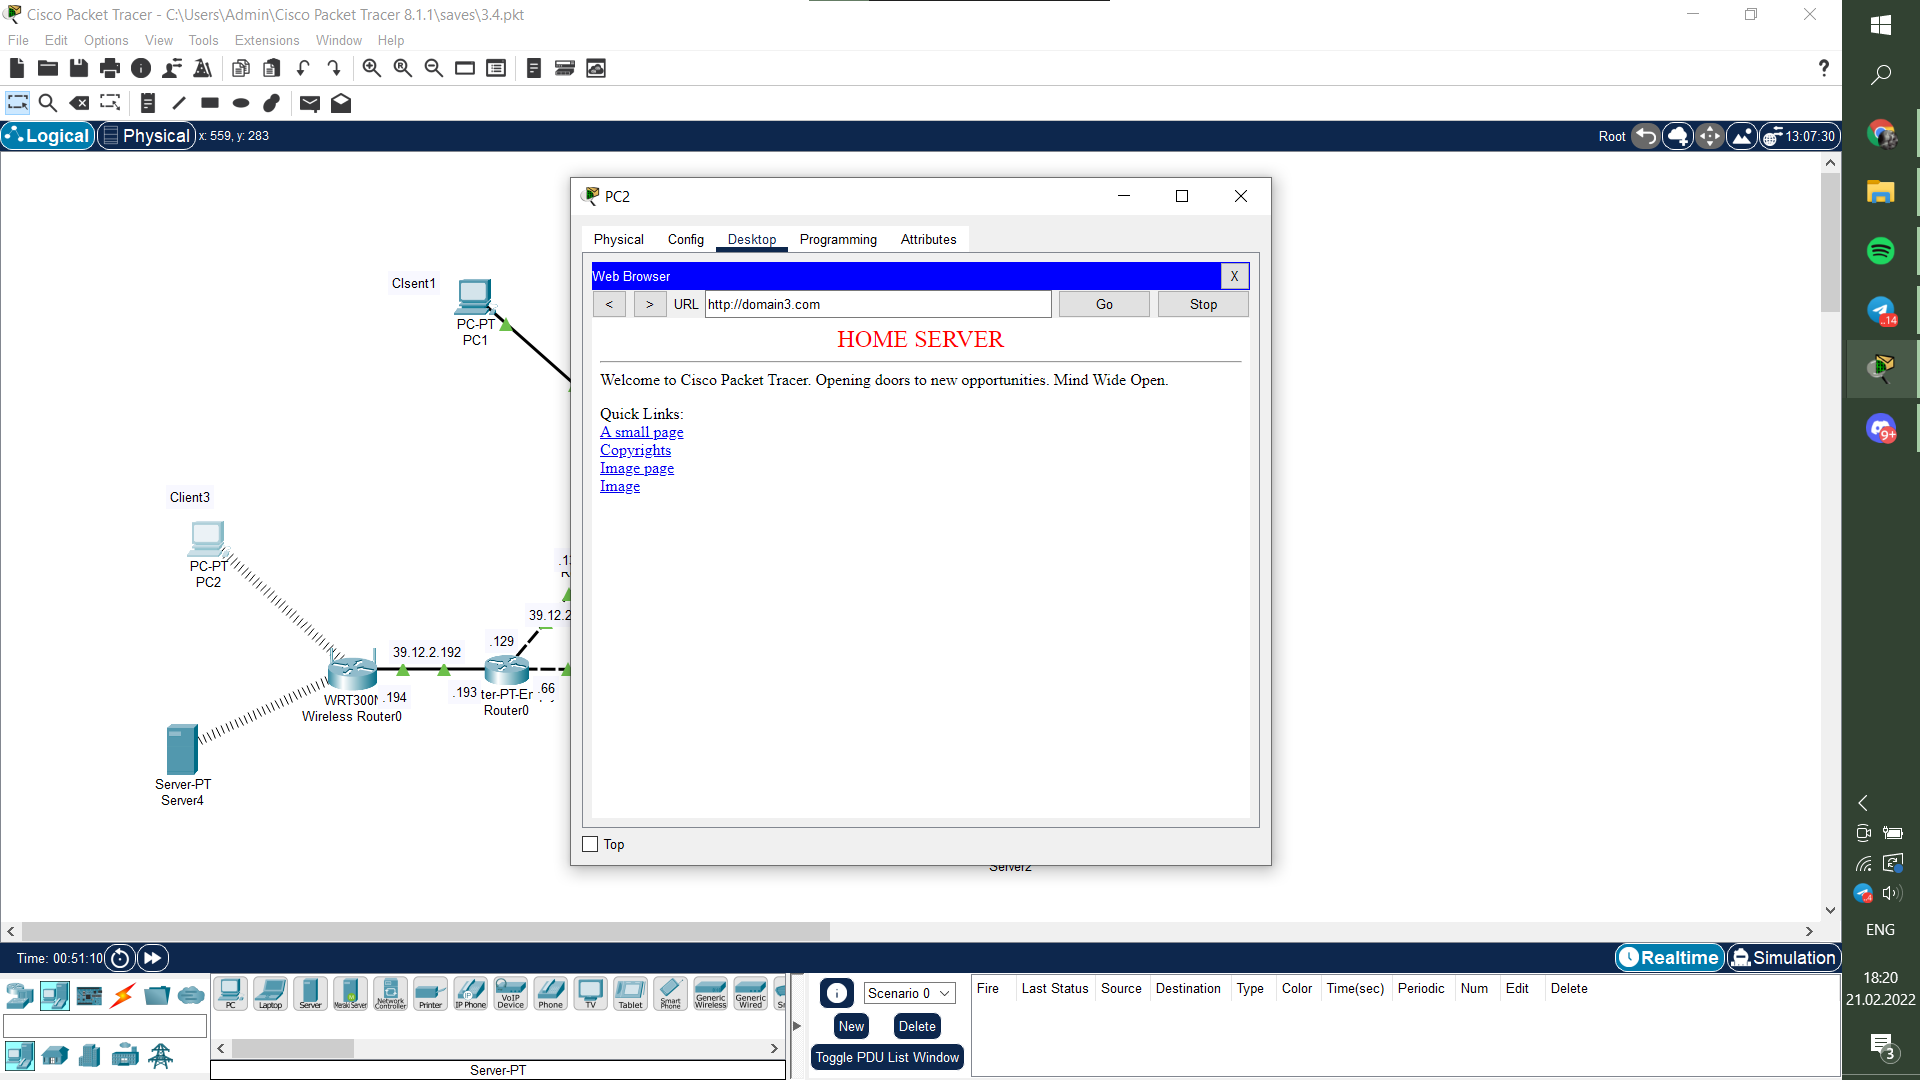 Cisco Packet Tracer - C:\Users\Admin\Cisco Packet Tracer 8.1.1\saves\3.4.pkt
File Edit Options View Tools Extensions Window Help
?
Logical Physical x: 559, y: 283
Root 13:07:30
PC2
Physical Config Desktop Programming Attributes
Web Browser X
< > URL http://domain3.com Go Stop
HOME SERVER
Welcome to Cisco Packet Tracer. Opening doors to new opportunities. Mind Wide Open.
Quick Links:
A small page
Copyrights
Image page
Image
Top
Clsent1
PC-PT
PC1
Client3
PC-PT
PC2
39.12.2
.129
39.12.2.192
.194
.193
.66
WRT300N
Wireless Router0
ter-PT-Er
Router0
Server-PT
Server4
Server2
Time: 00:51:10
Realtime Simulation
PC Laptop Server MerakiServer Network Controller Printer IP Phone VoIP Device Phone TV Tablet Smart Phone Generic Wireless Generic Wired
Server-PT
Scenario 0
New Delete
Toggle PDU List Window
Fire Last Status Source Destination Type Color Time(sec) Periodic Num Edit Delete
..14
9+
ENG
18:20
21.02.2022
3